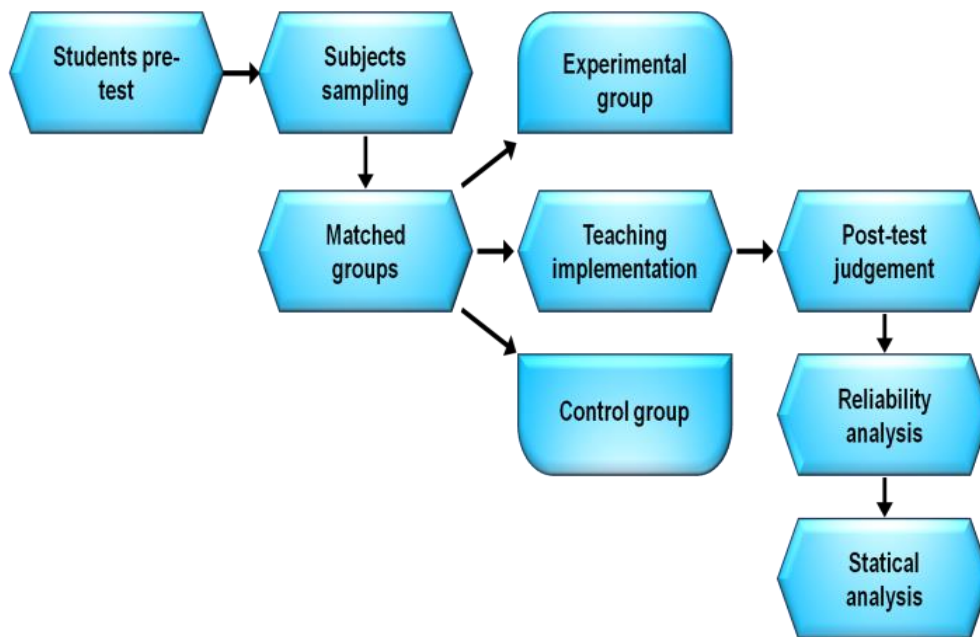 Students pre-
test
Subjects
sampling
Experimental
group
Matched
groups
Teaching
implementation
Post-test
judgement
Control group
Reliability
analysis
Statical
analysis